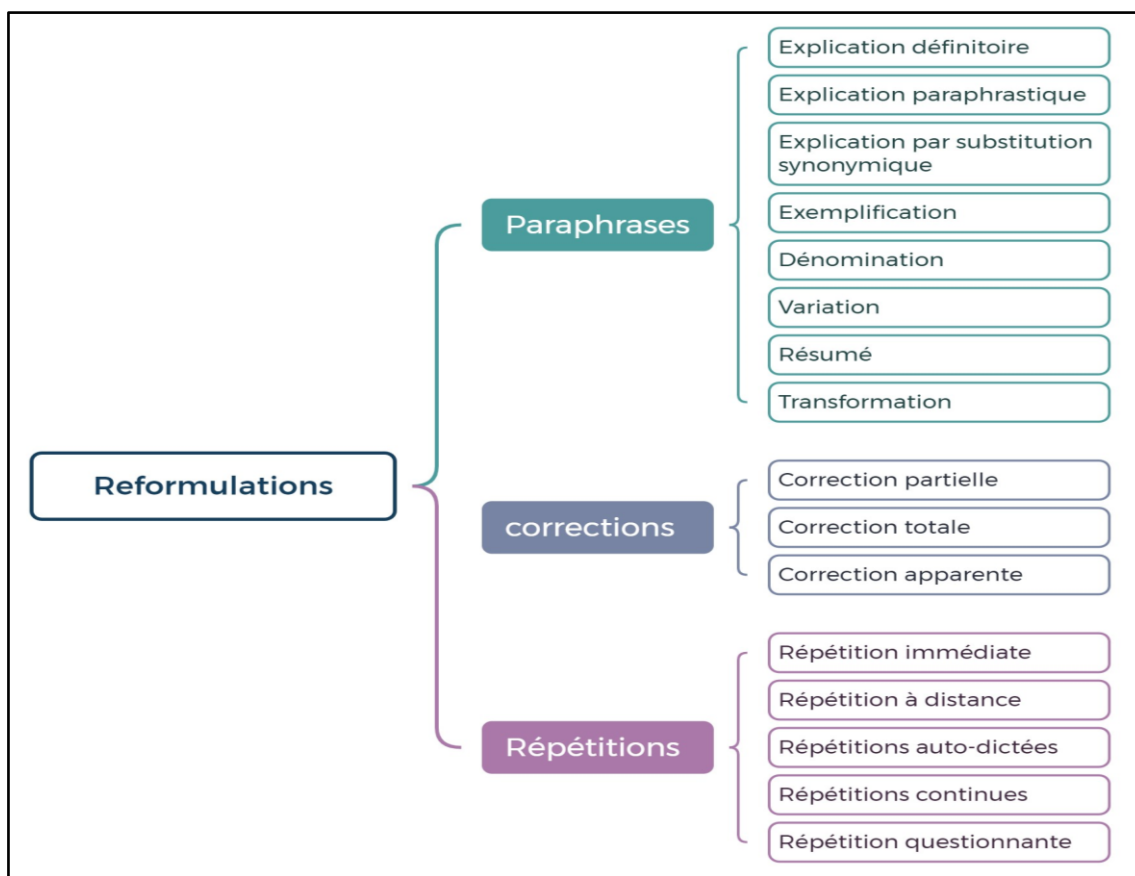 Reformulations
Paraphrases
Explication définitoire
Explication paraphrastique
Explication par substitution
synonymique
Exemplification
Dénomination
Variation
Résumé
Transformation
corrections
Correction partielle
Correction totale
Correction apparente
Répétitions
Répétition immédiate
Répétition à distance
Répétitions auto-dictées
Répétitions continues
Répétition questionnante